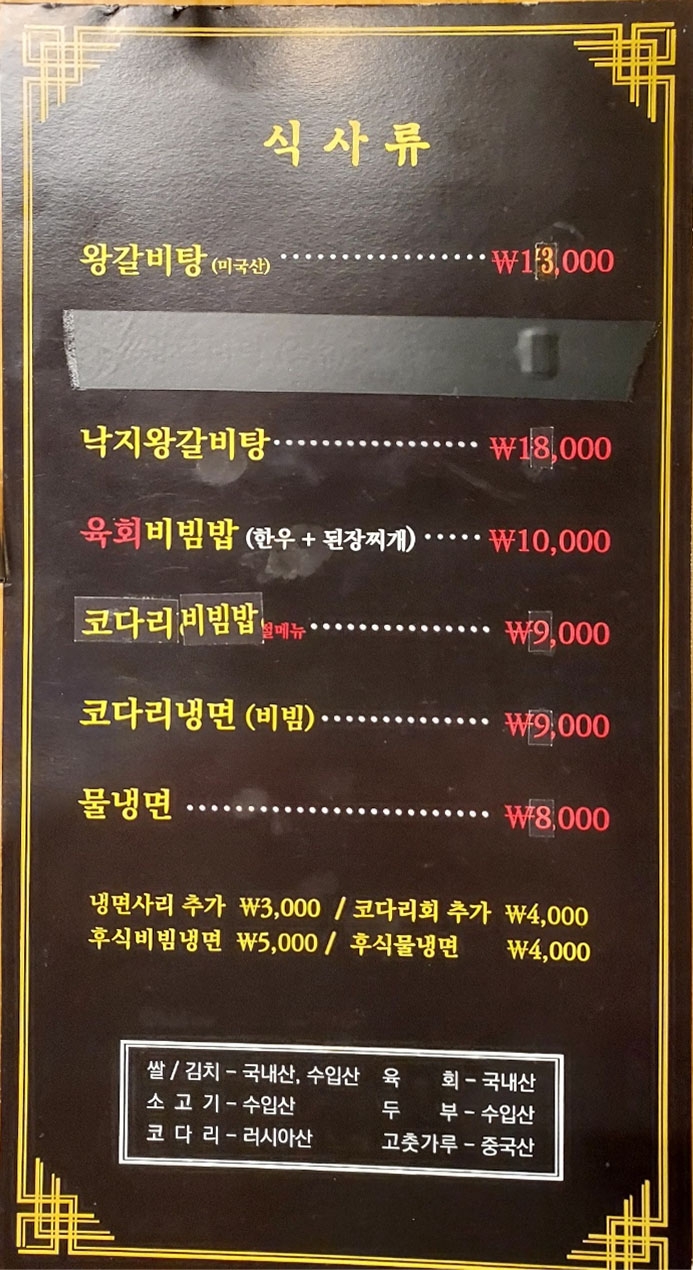 식사류
왕갈비탕 (미국산) ················· ₩13,000
낙지왕갈비탕 ················· ₩18,000
육회비빔밥 (한우 + 된장찌개) ····· ₩10,000
코다리비빔밥 메뉴 ··············· ₩9,000
코다리냉면 (비빔) ·············· ₩9,000
물냉면 ························ ₩8,000
냉면사리 추가 ₩3,000 / 코다리회 추가 ₩4,000
후식비빔냉면 ₩5,000 / 후식물냉면 ₩4,000
쌀 / 김치 - 국내산, 수입산 육 회 - 국내산
소 고 기 - 수입산 두 부 - 수입산
코 다 리 - 러시아산 고춧가루 - 중국산